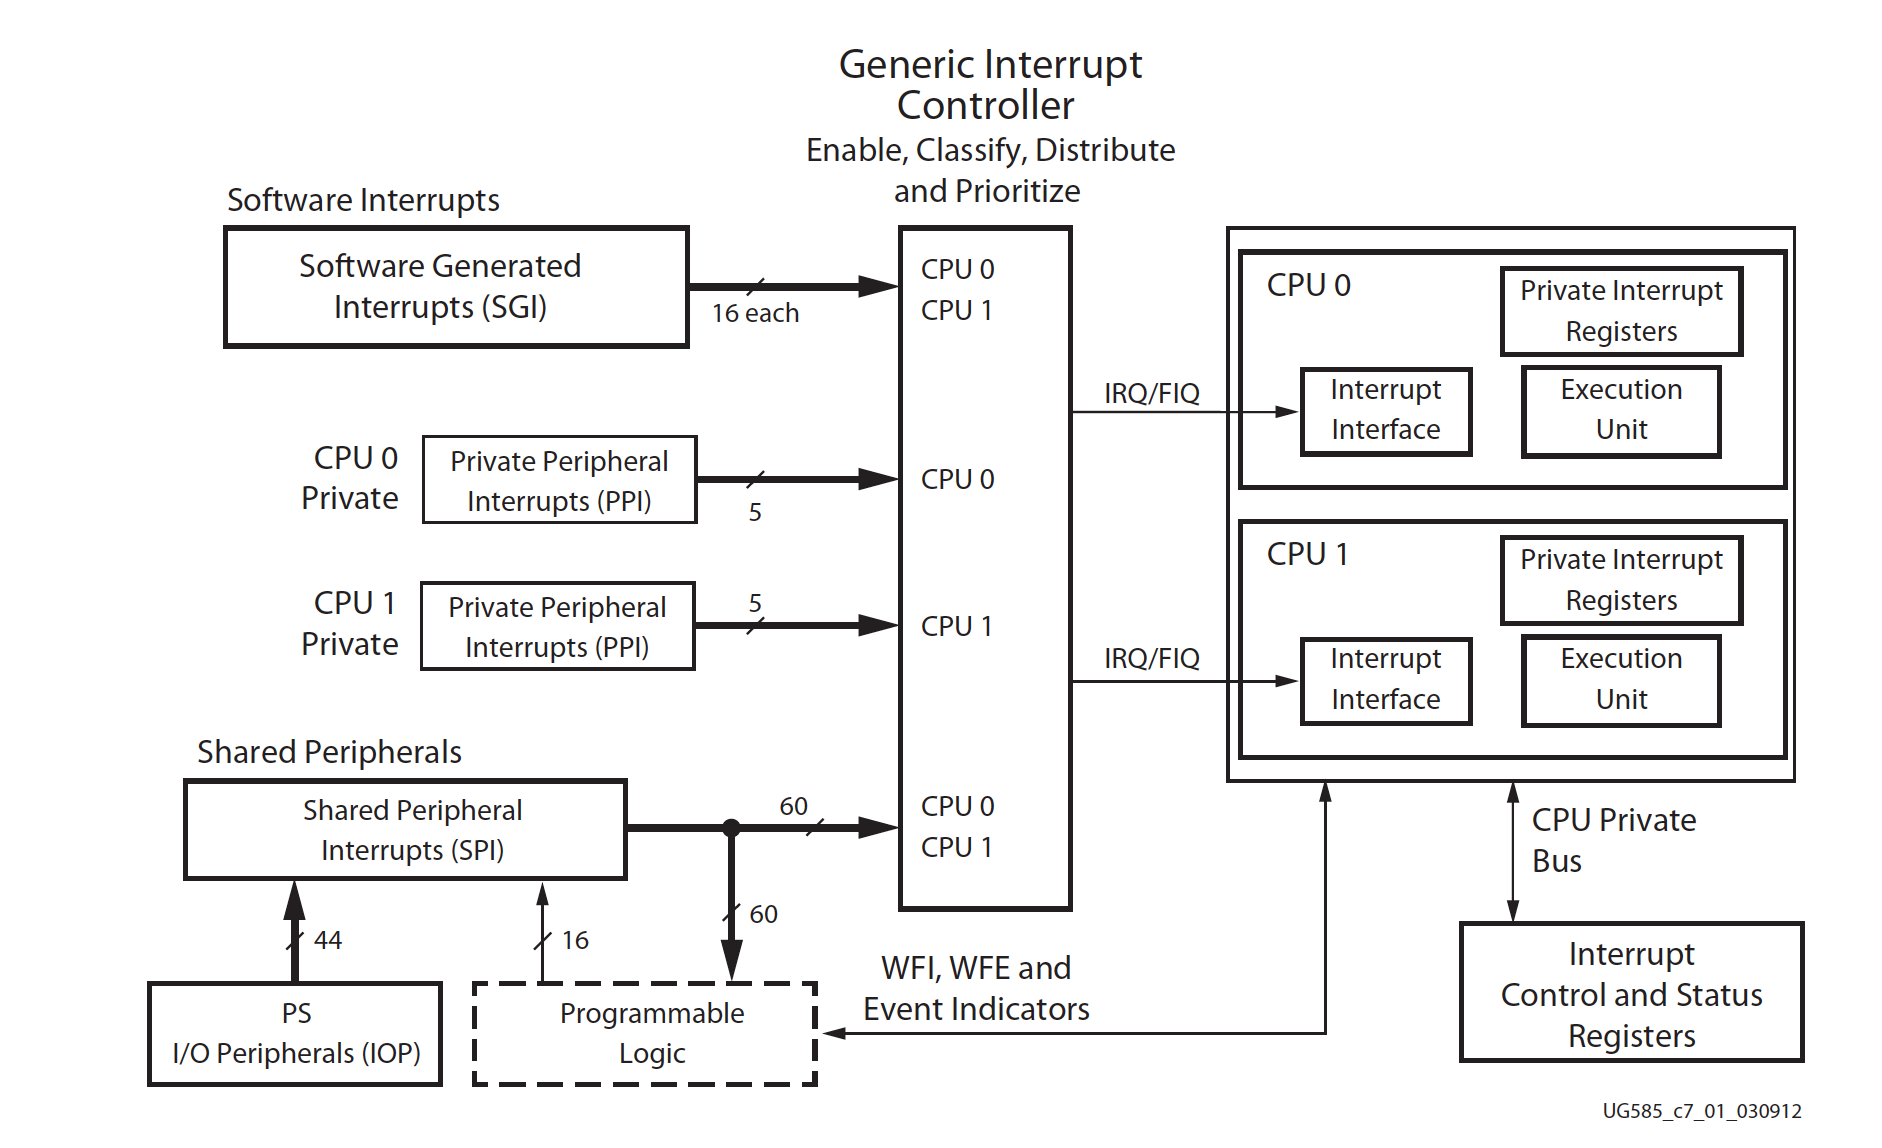 Generic Interrupt
Controller
Enable, Classify, Distribute
and Prioritize
Software Interrupts
Software Generated
Interrupts (SGI)
16 each
CPU 0
CPU 1
CPU 0
Private
Private Peripheral
Interrupts (PPI)
5
CPU 0
CPU 1
Private
Private Peripheral
Interrupts (PPI)
5
CPU 1
Shared Peripherals
Shared Peripheral
Interrupts (SPI)
60
CPU 0
CPU 1
60
44
16
PS
I/O Peripherals (IOP)
Programmable
Logic
WFI, WFE and
Event Indicators
IRQ/FIQ
CPU 0
Private Interrupt
Registers
Interrupt
Interface
Execution
Unit
IRQ/FIQ
CPU 1
Private Interrupt
Registers
Interrupt
Interface
Execution
Unit
CPU Private
Bus
Interrupt
Control and Status
Registers
UG585_c7_01_030912